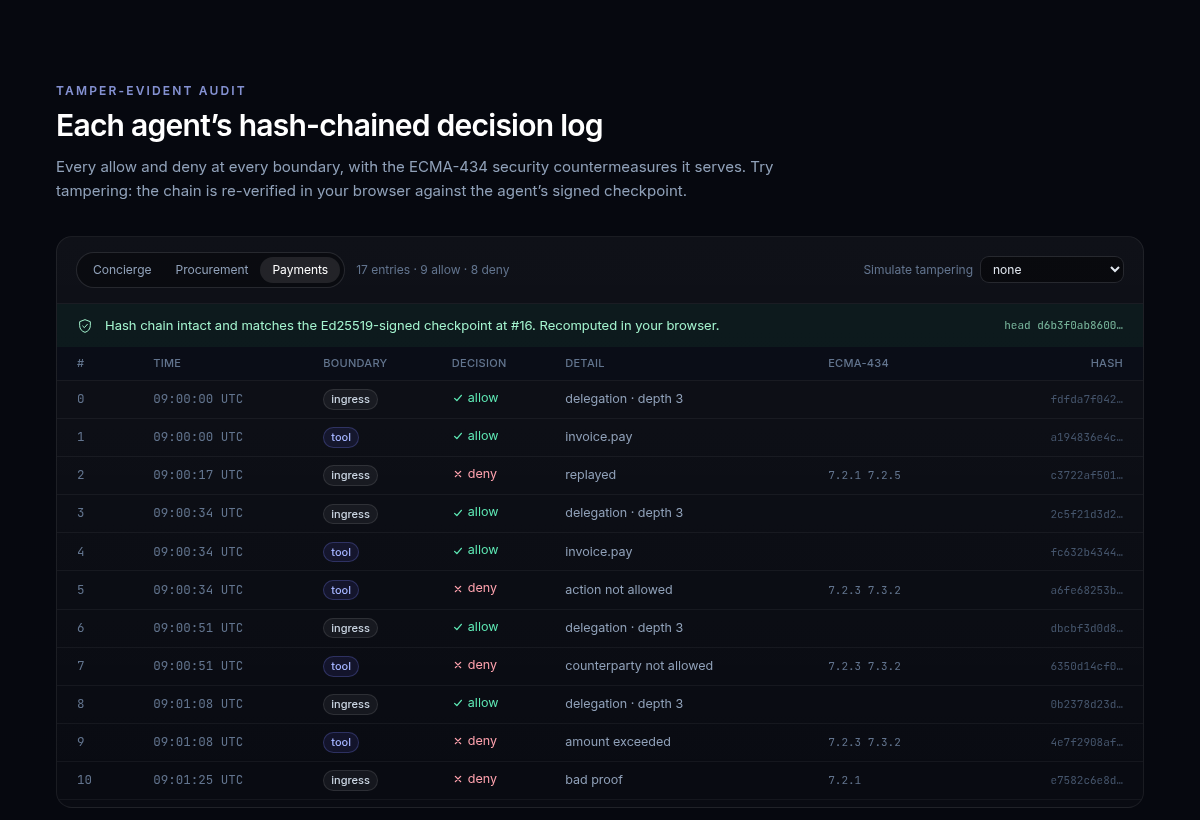 TAMPER-EVIDENT AUDIT
Each agent's hash-chained decision log
Every allow and deny at every boundary, with the ECMA-434 security countermeasures it serves. Try
tampering: the chain is re-verified in your browser against the agent's signed checkpoint.
Concierge Procurement Payments 17 entries · 9 allow · 8 deny Simulate tampering none
Hash chain intact and matches the Ed25519-signed checkpoint at #16. Recomputed in your browser. head d6b3f0ab8600…
# TIME BOUNDARY DECISION DETAIL ECMA-434 HASH
0 09:00:00 UTC ingress allow delegation · depth 3 fdfda7f042…
1 09:00:00 UTC tool allow invoice.pay a194836e4c…
2 09:00:17 UTC ingress deny replayed 7.2.1 7.2.5 c3722af501…
3 09:00:34 UTC ingress allow delegation · depth 3 2c5f21d3d2…
4 09:00:34 UTC tool allow invoice.pay fc632b4344…
5 09:00:34 UTC tool deny action not allowed 7.2.3 7.3.2 a6fe68253b…
6 09:00:51 UTC ingress allow delegation · depth 3 dbcbf3d0d8…
7 09:00:51 UTC tool deny counterparty not allowed 7.2.3 7.3.2 6350d14cf0…
8 09:01:08 UTC ingress allow delegation · depth 3 0b2378d23d…
9 09:01:08 UTC tool deny amount exceeded 7.2.3 7.3.2 4e7f2908af…
10 09:01:25 UTC ingress deny bad proof 7.2.1 e7582c6e8d…